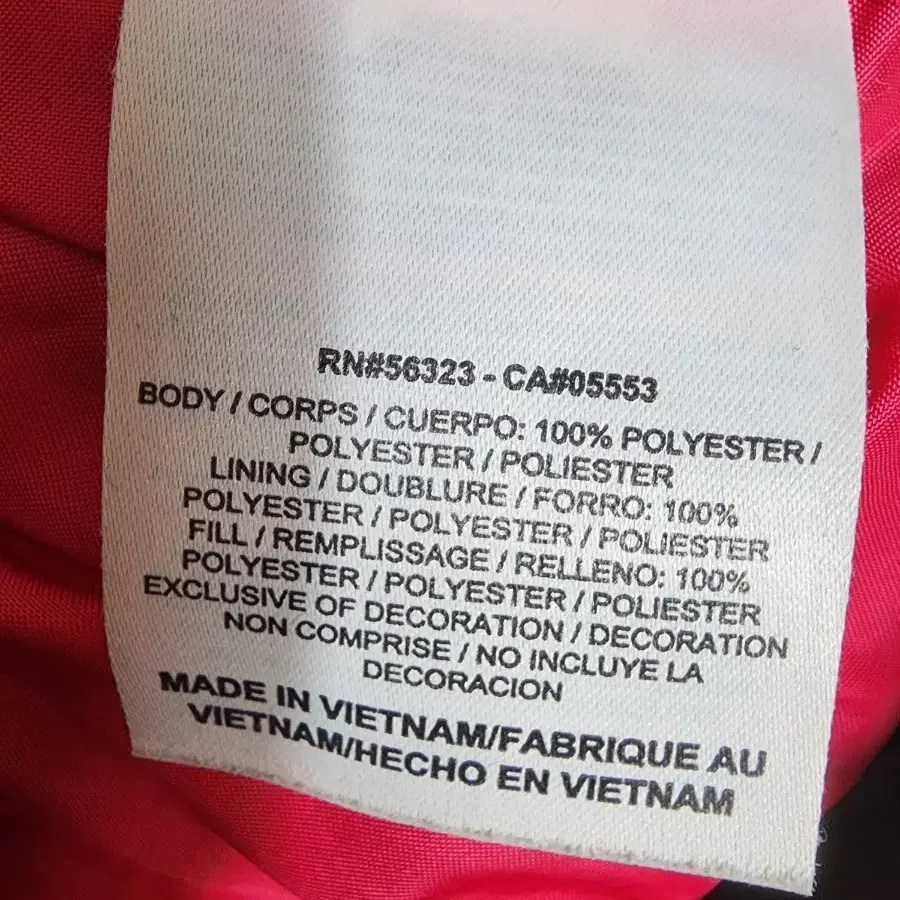 RN#56323 - CA#05553
BODY / CORPS / CUERPO: 100% POLYESTER /
POLYESTER / POLIESTER
LINING / DOUBLURE / FORRO: 100%
POLYESTER / POLYESTER / POLIESTER
FILL / REMPLISSAGE / RELLENO: 100%
POLYESTER / POLYESTER / POLIESTER
EXCLUSIVE OF DECORATION / DECORATION
NON COMPRISE / NO INCLUYE LA
DECORACION
MADE IN VIETNAM/FABRIQUE AU
VIETNAM/HECHO EN VIETNAM